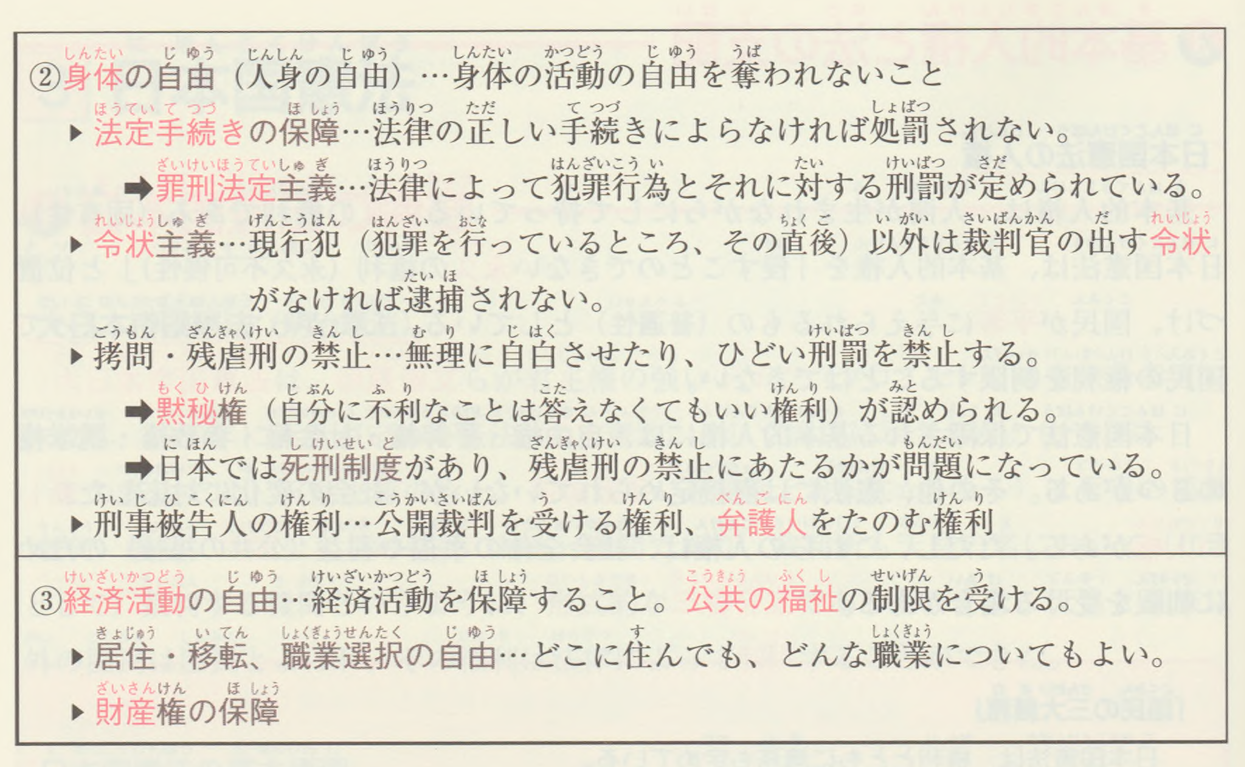 ②身体の自由（人身の自由）…身体の活動の自由を奪われないこと
▶法定手続きの保障…法律の正しい手続きによらなければ処罰されない。
➡罪刑法定主義…法律によって犯罪行為とそれに対する刑罰が定められている。
▶令状主義…現行犯（犯罪を行っているところ、その直後）以外は裁判官の出す令状
がなければ逮捕されない。
▶拷問・残虐刑の禁止…無理に自白させたり、ひどい刑罰を禁止する。
➡黙秘権（自分に不利なことは答えなくてもいい権利）が認められる。
➡日本では死刑制度があり、残虐刑の禁止にあたるかが問題になっている。
▶刑事被告人の権利…公開裁判を受ける権利、弁護人をたのむ権利
③経済活動の自由…経済活動を保障すること。公共の福祉の制限を受ける。
▶居住、移転、職業選択の自由…どこに住んでも、どんな職業についてもよい。
▶財産権の保障